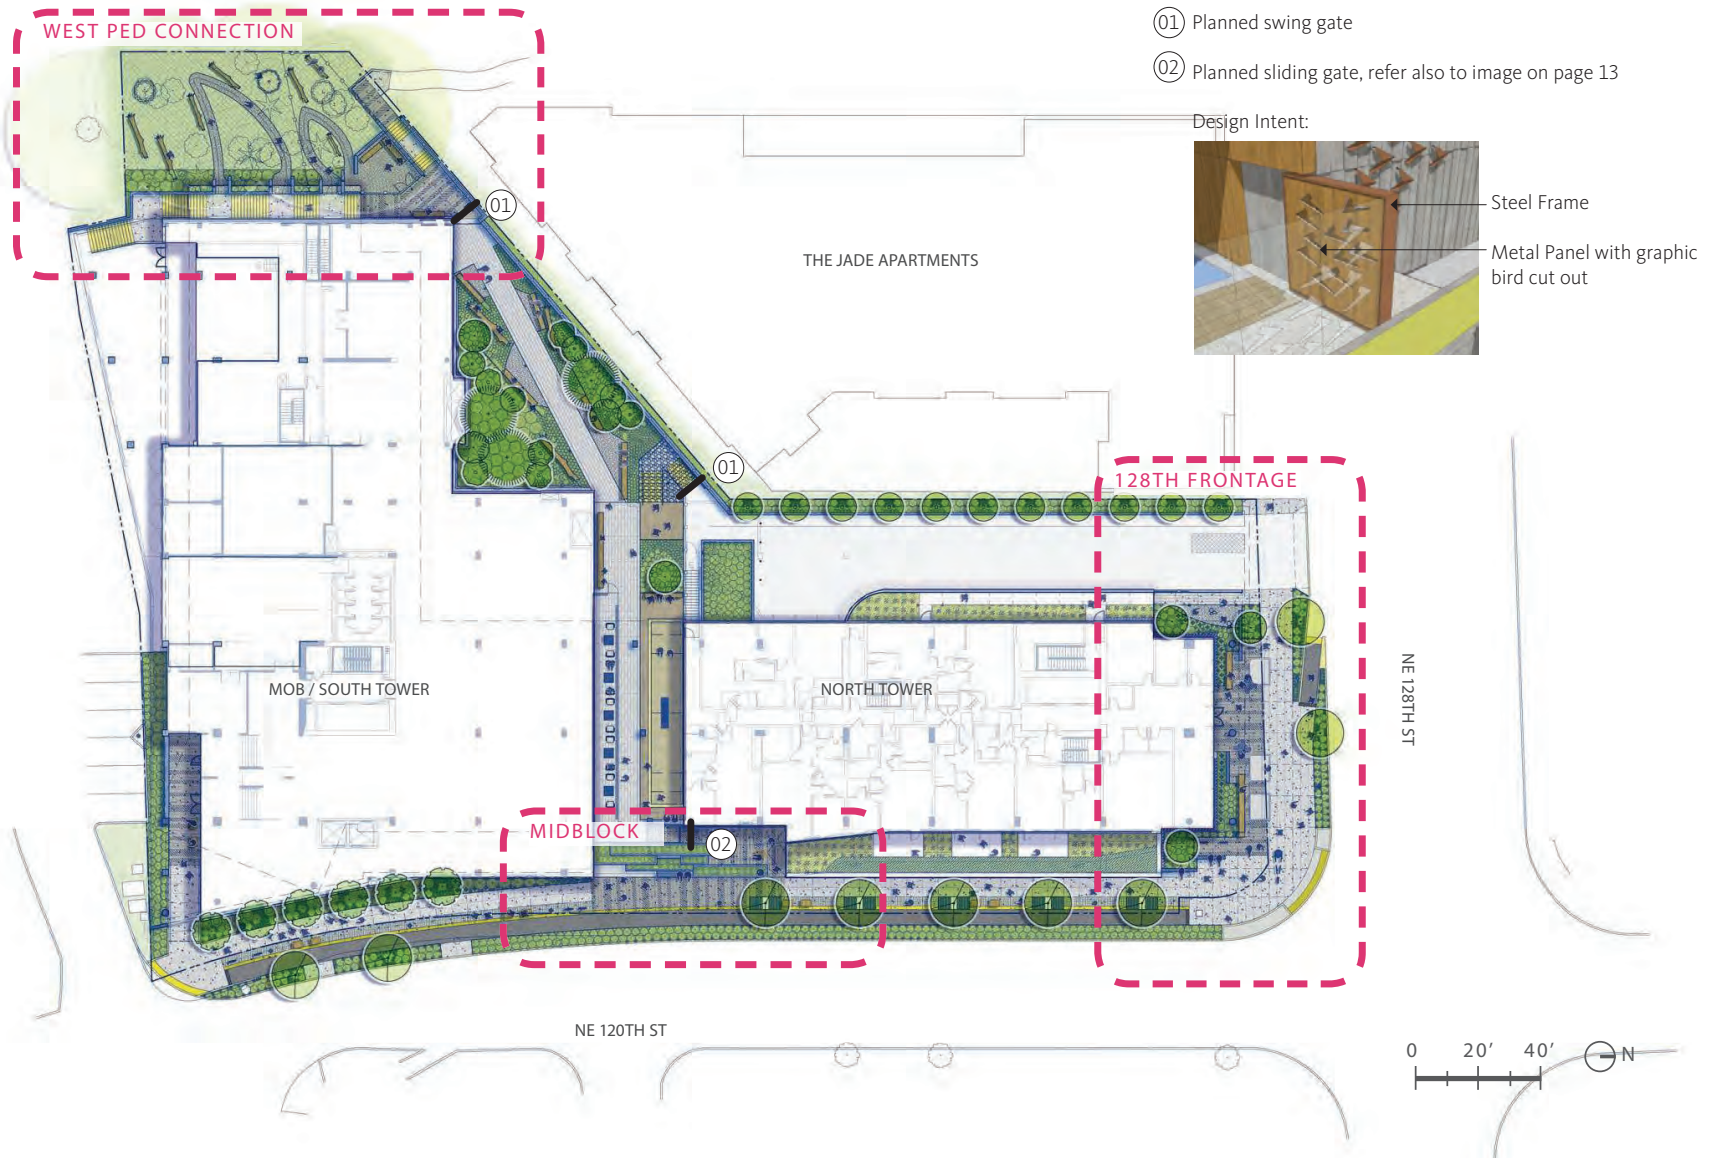 WEST PED CONNECTION
01 Planned swing gate
02 Planned sliding gate, refer also to image on page 13
Design Intent:
Steel Frame
Metal Panel with graphic
bird cut out
01
THE JADE APARTMENTS
01
128TH FRONTAGE
MOB / SOUTH TOWER
NORTH TOWER
NE 128TH ST
MIDBLOCK
02
NE 120TH ST
0 20' 40'
N